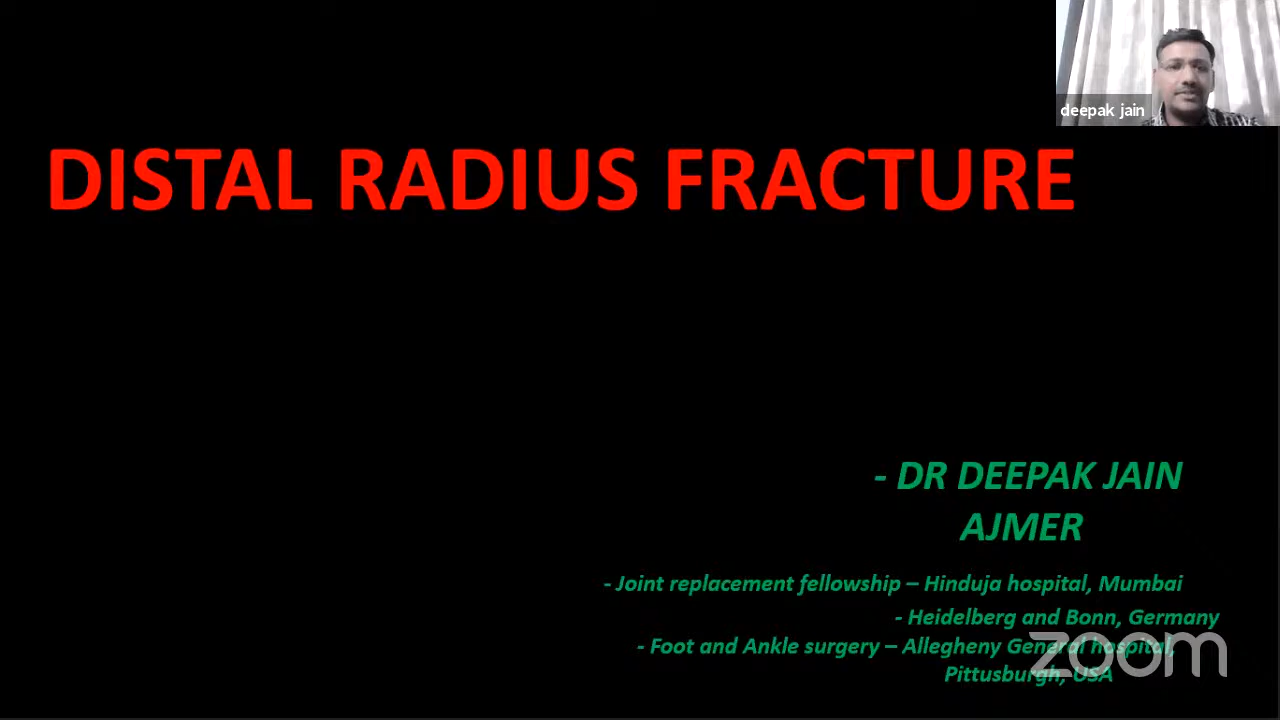 deepak jain
DISTAL RADIUS FRACTURE
- DR DEEPAK JAIN
AJMER
- Joint replacement fellowship – Hinduja hospital, Mumbai
- Heidelberg and Bonn, Germany
- Foot and Ankle surgery – Allegheny General hospital,
Pittusburgh, USA
zoom